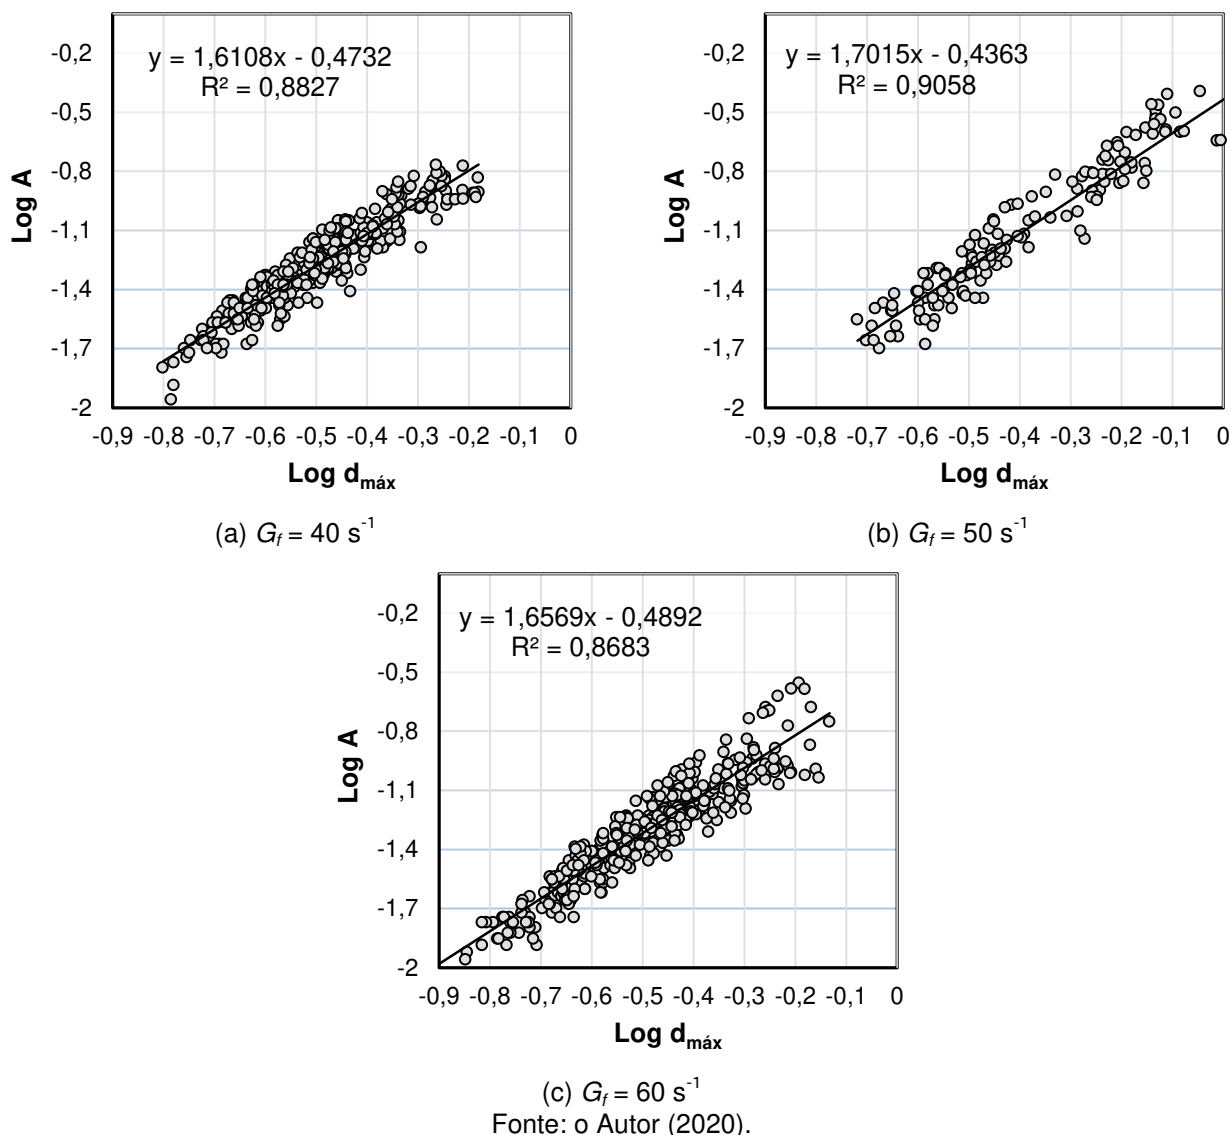 y = 1,6108x - 0,4732
R² = 0,8827
-0,2
-0,5
-0,8
-1,1
-1,4
-1,7
-2
Log A
-0,9 -0,8 -0,7 -0,6 -0,5 -0,4 -0,3 -0,2 -0,1 0
Log dmáx
(a) Gf = 40 s-1
y = 1,7015x - 0,4363
R² = 0,9058
-0,2
-0,5
-0,8
-1,1
-1,4
-1,7
-2
Log A
-0,9 -0,8 -0,7 -0,6 -0,5 -0,4 -0,3 -0,2 -0,1 0
Log dmáx
(b) Gf = 50 s-1
y = 1,6569x - 0,4892
R² = 0,8683
-0,2
-0,5
-0,8
-1,1
-1,4
-1,7
-2
Log A
-0,9 -0,8 -0,7 -0,6 -0,5 -0,4 -0,3 -0,2 -0,1 0
Log dmáx
(c) Gf = 60 s-1
Fonte: o Autor (2020).